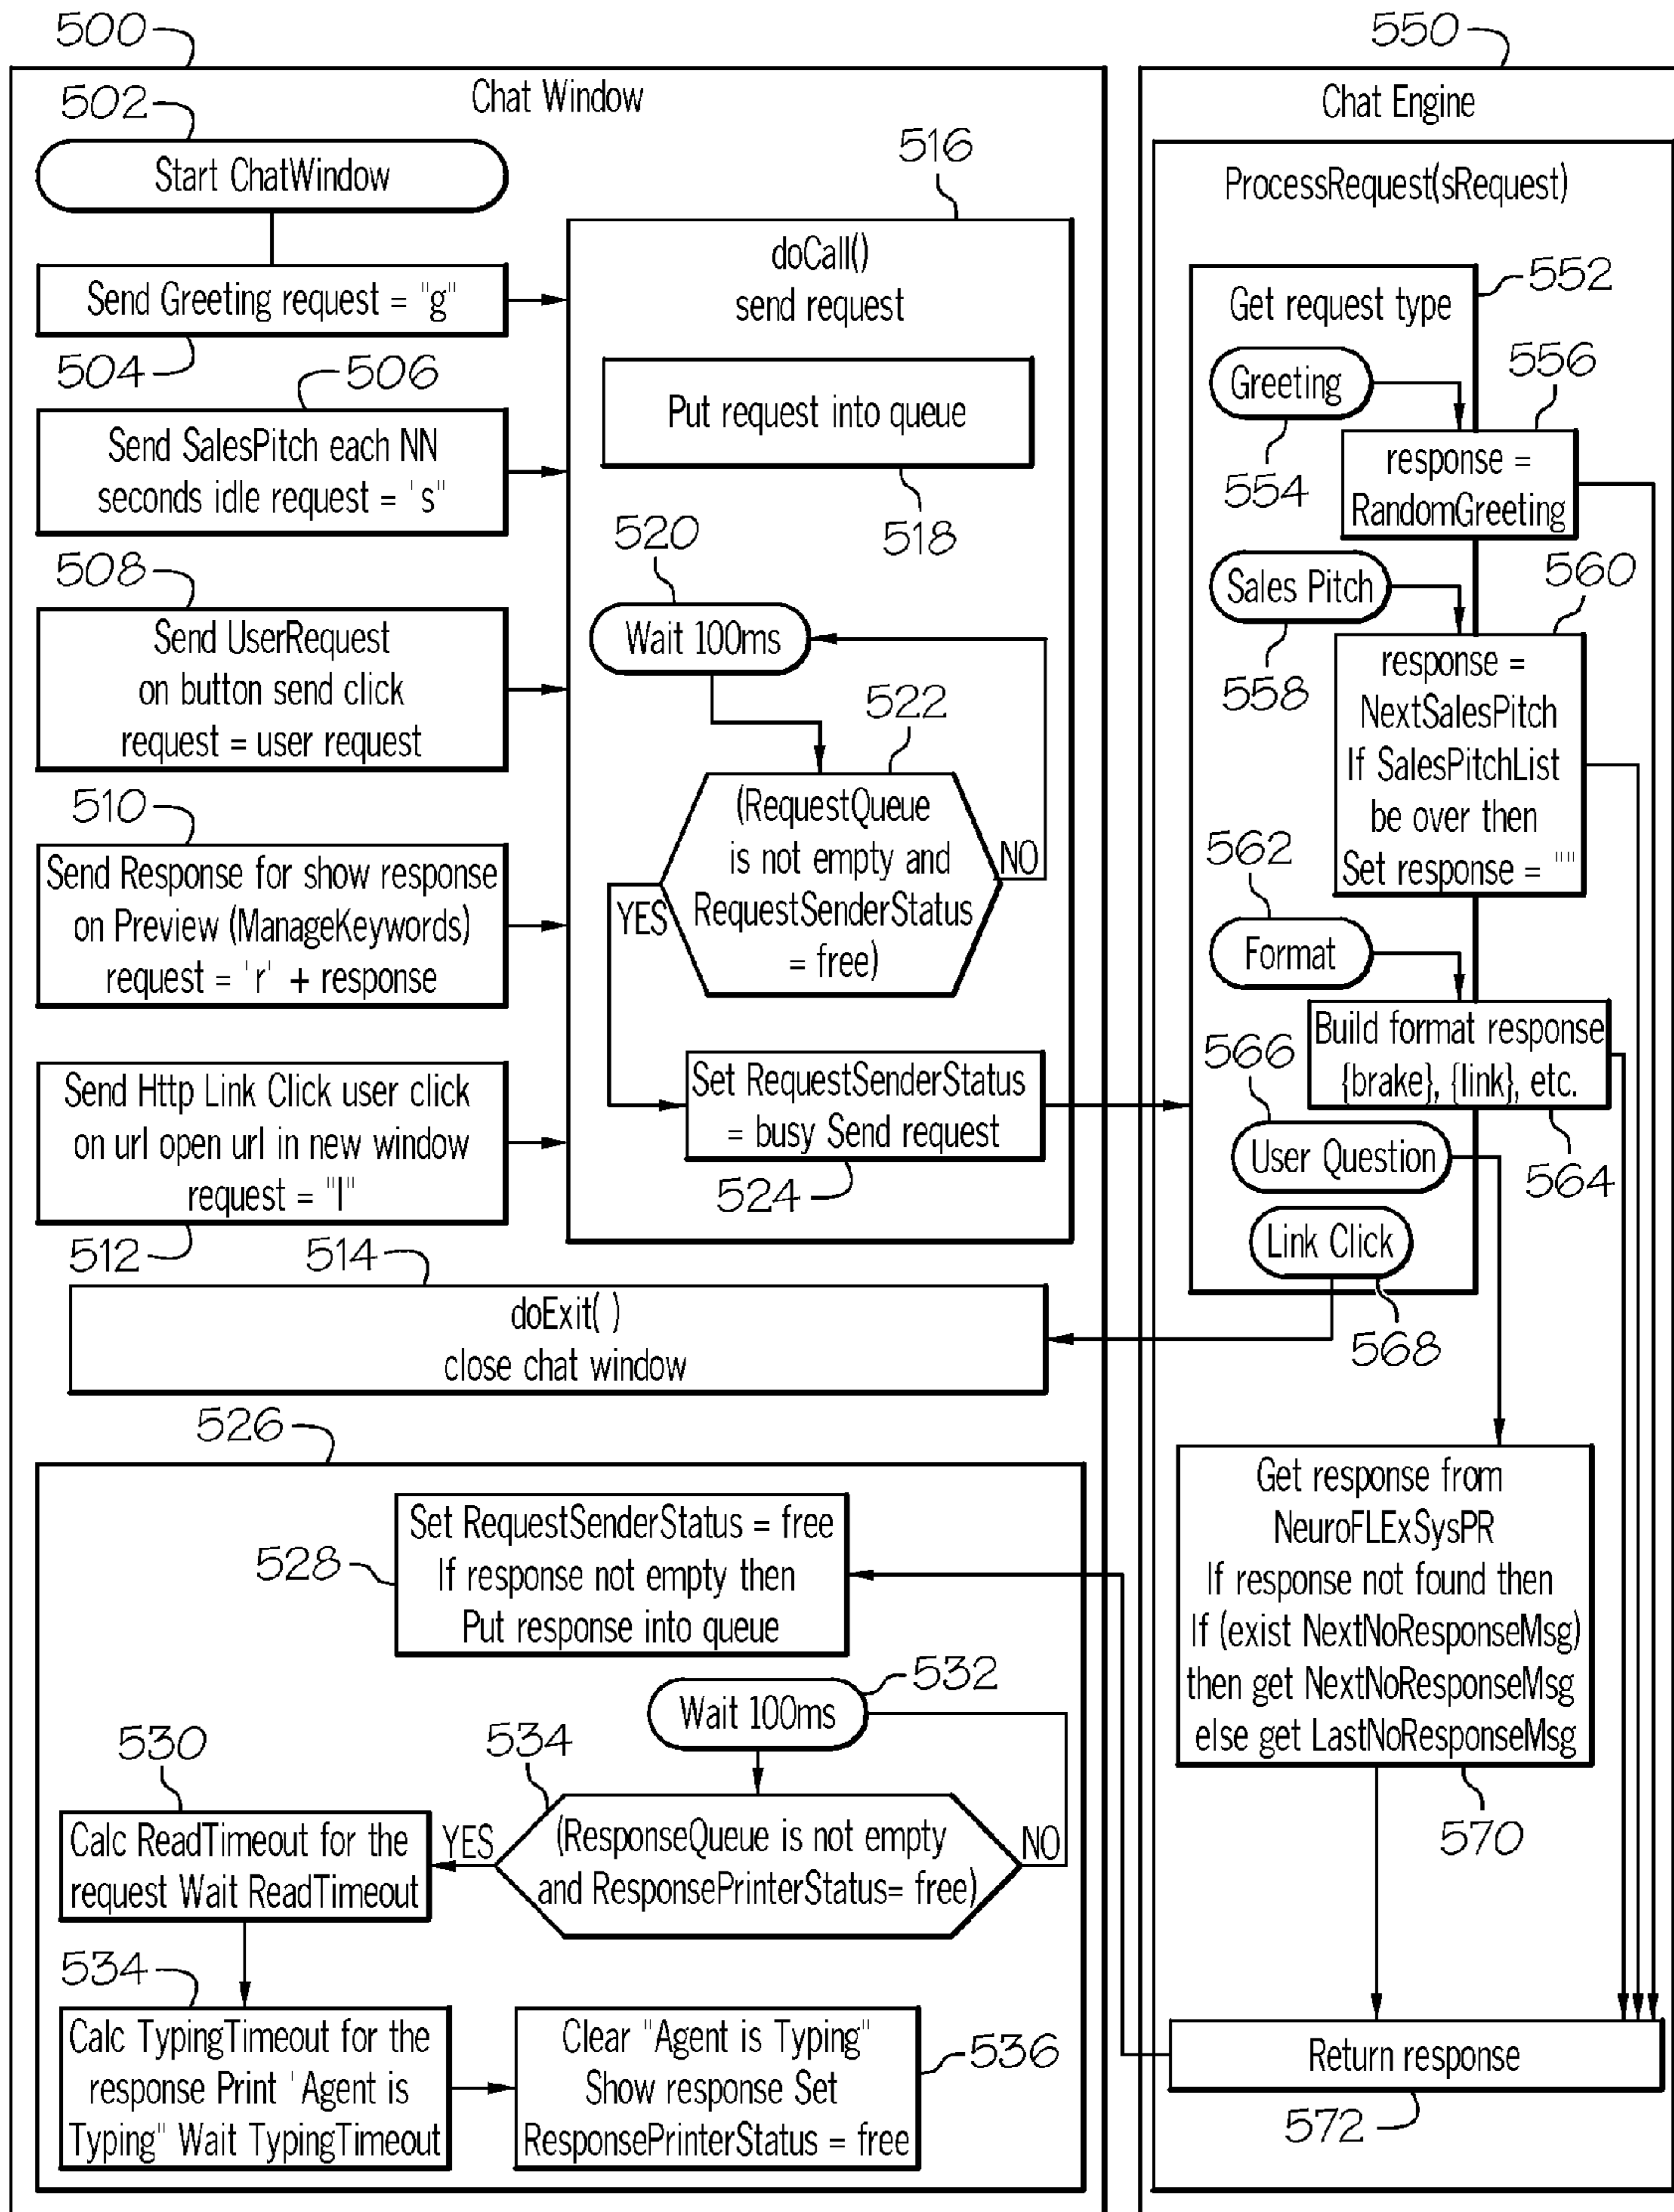 500
Chat Window
502
Start ChatWindow
Send Greeting request = "g"
504
506
Send SalesPitch each NN
seconds idle request = 's"
508
Send UserRequest
on button send click
request = user request
510
Send Response for show response
on Preview (ManageKeywords)
request = 'r' + response
Send Http Link Click user click
on url open url in new window
request = "l"
512
514
doExit( )
close chat window
516
doCall()
send request
Put request into queue
518
520
Wait 100ms
522
(RequestQueue
is not empty and
RequestSenderStatus
= free)
NO
YES
Set RequestSenderStatus
= busy Send request
524
526
Set RequestSenderStatus = free
If response not empty then
Put response into queue
528
532
Wait 100ms
534
(ResponseQueue is not empty
and ResponsePrinterStatus= free)
NO
YES
530
Calc ReadTimeout for the
request Wait ReadTimeout
534
Calc TypingTimeout for the
response Print 'Agent is
Typing" Wait TypingTimeout
Clear "Agent is Typing"
Show response Set
ResponsePrinterStatus = free
536
550
Chat Engine
ProcessRequest(sRequest)
552
Get request type
Greeting
554
556
response =
RandomGreeting
Sales Pitch
558
560
response =
NextSalesPitch
If SalesPitchList
be over then
Set response = ""
562
Format
Build format response
{brake}, {link}, etc.
564
566
User Question
Link Click
568
Get response from
NeuroFLExSysPR
If response not found then
If (exist NextNoResponseMsg)
then get NextNoResponseMsg
else get LastNoResponseMsg
570
Return response
572